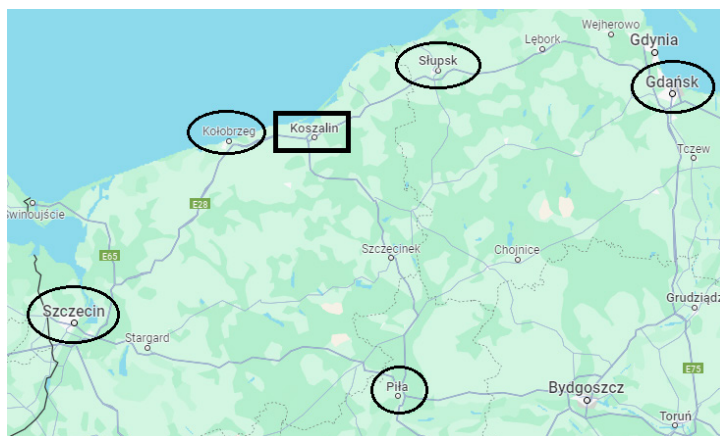 Wejherowo
Lębork
Gdynia
Słupsk
Gdańsk
Kołobrzeg
Koszalin
Tczew
E28
Świnoujście
E65
Szczecinek
Chojnice
Szczecin
Grudziądz
Stargard
E75
Piła
Bydgoszcz
Toruń